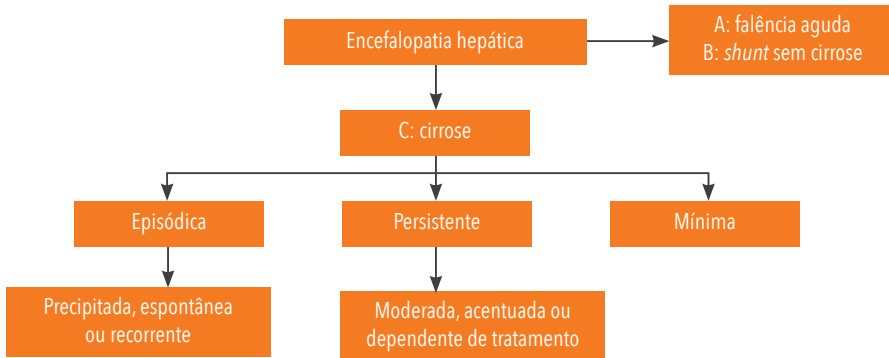 Encefalopatia hepática
A: falência aguda
B: shunt sem cirrose
C: cirrose
Episódica
Persistente
Mínima
Precipitada, espontânea
ou recorrente
Moderada, acentuada ou
dependente de tratamento